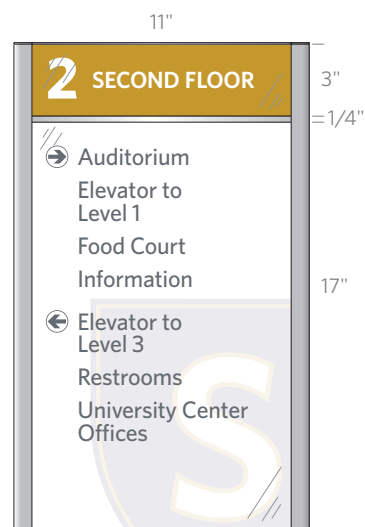 11"
2 SECOND FLOOR
3"
1/4"
Auditorium
Elevator to
Level 1
Food Court
Information
17"
Elevator to
Level 3
Restrooms
University Center
Offices
S